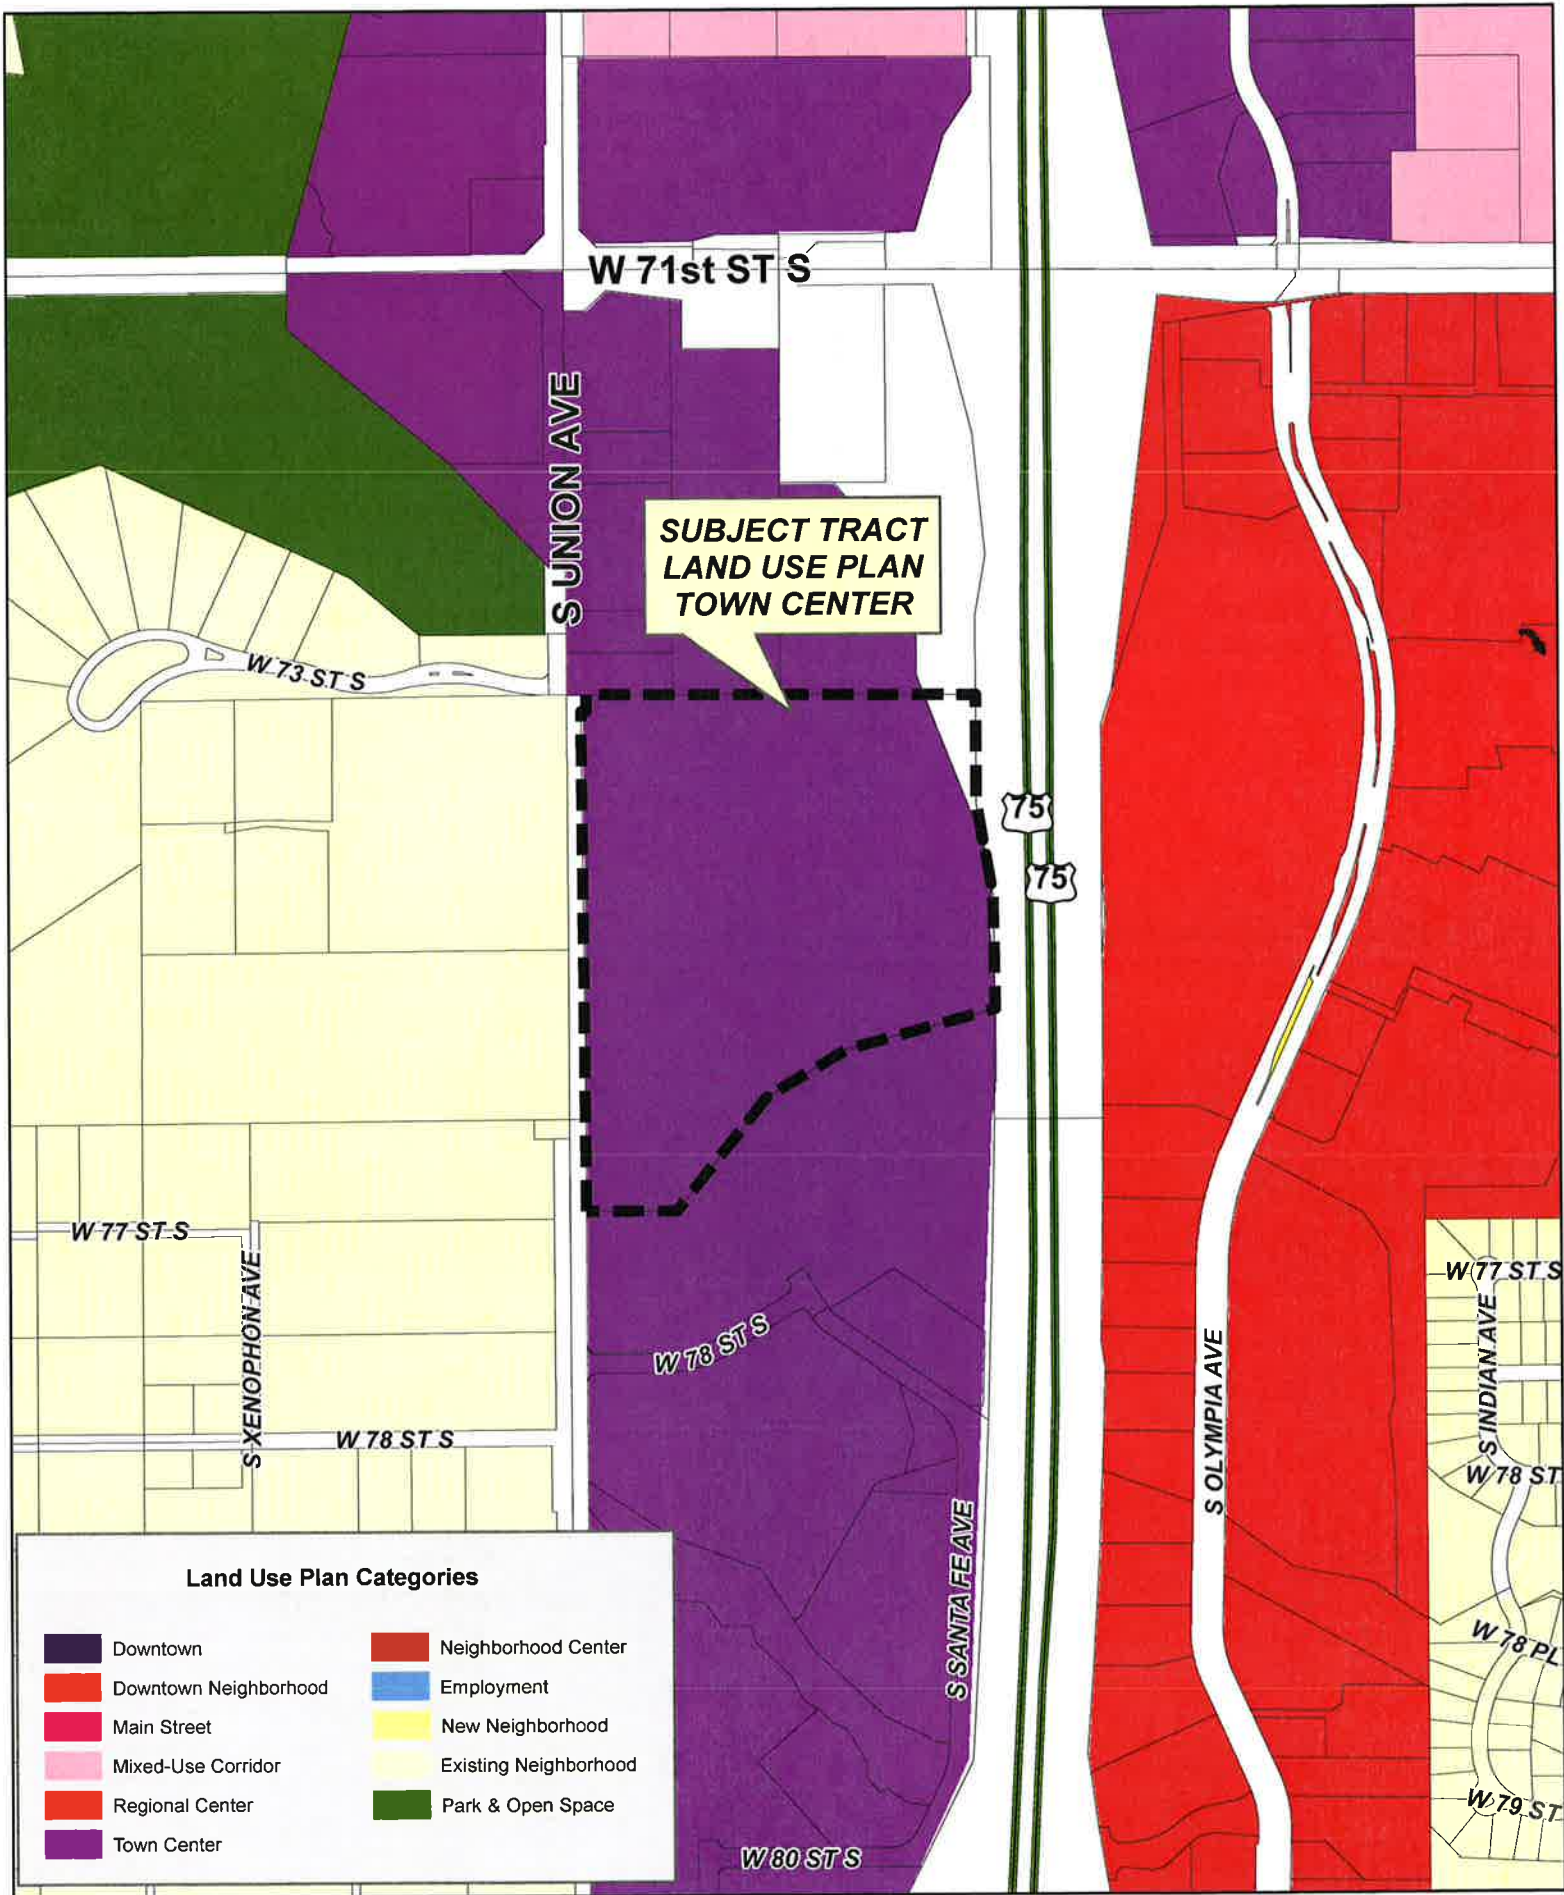 W 71st ST S
S UNION AVE
SUBJECT TRACT
LAND USE PLAN
TOWN CENTER
W 73 ST S
75
75
W 77 ST S
S XENOPHON AVE
W 78 ST S
W 78 ST S
S SANTA FE AVE
W 80 ST S
S OLYMPIA AVE
W 77 ST S
S INDIAN AVE
W 78 ST
W 78 PL
W 79 ST
Land Use Plan Categories
Downtown
Downtown Neighborhood
Main Street
Mixed-Use Corridor
Regional Center
Town Center
Neighborhood Center
Employment
New Neighborhood
Existing Neighborhood
Park & Open Space